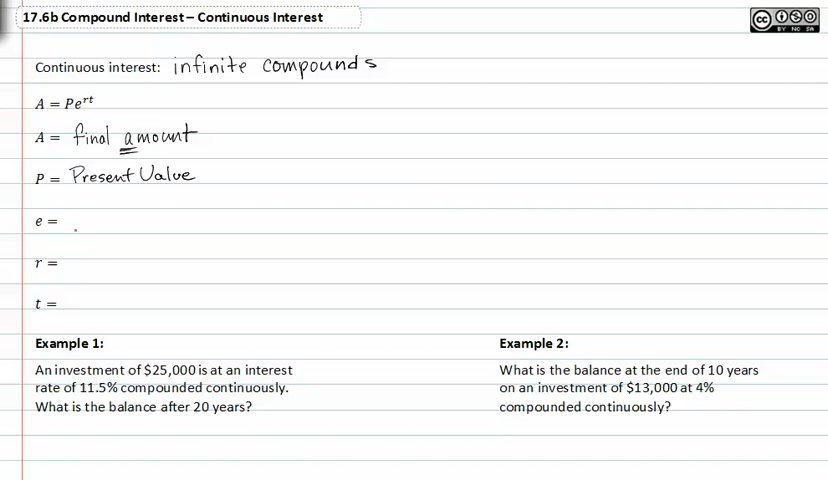 17.6b Compound Interest – Continuous Interest
CC BY NC SA
Continuous interest: infinite compounds
A = Pe^rt
A = final amount
P = Present Value
e =
r =
t =
Example 1:
An investment of $25,000 is at an interest
rate of 11.5% compounded continuously.
What is the balance after 20 years?
Example 2:
What is the balance at the end of 10 years
on an investment of $13,000 at 4%
compounded continuously?